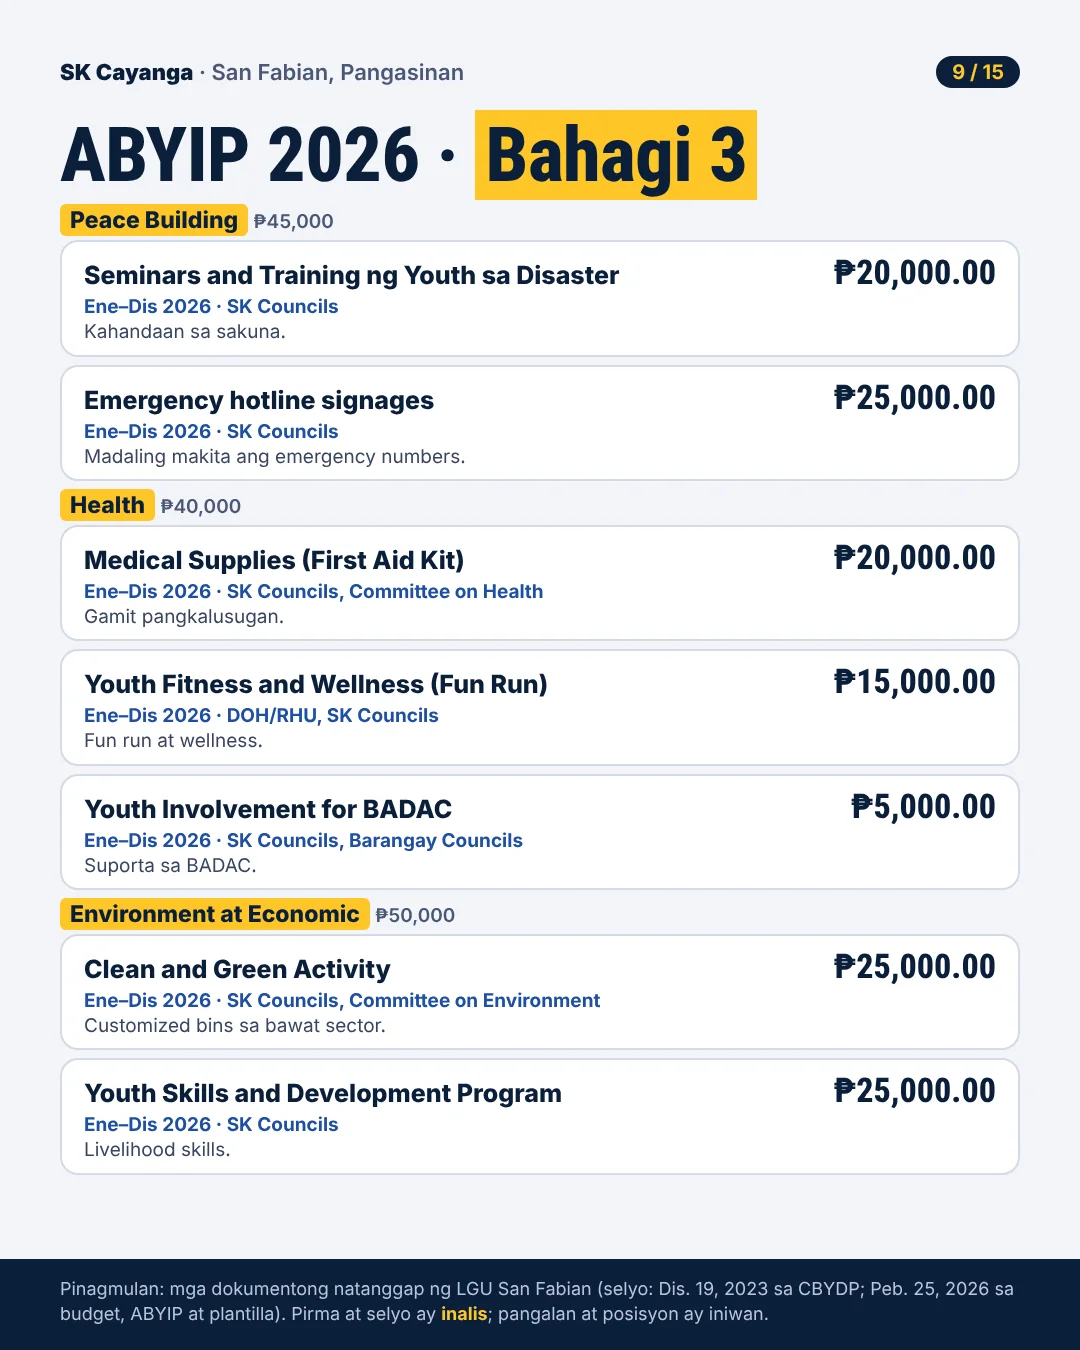 SK Cayanga · San Fabian, Pangasinan
9 / 15
ABYIP 2026 · Bahagi 3
Peace Building ₱45,000
Seminars and Training ng Youth sa Disaster ₱20,000.00
Ene–Dis 2026 · SK Councils
Kahandaan sa sakuna.
Emergency hotline signages ₱25,000.00
Ene–Dis 2026 · SK Councils
Madaling makita ang emergency numbers.
Health ₱40,000
Medical Supplies (First Aid Kit) ₱20,000.00
Ene–Dis 2026 · SK Councils, Committee on Health
Gamit pangkalusugan.
Youth Fitness and Wellness (Fun Run) ₱15,000.00
Ene–Dis 2026 · DOH/RHU, SK Councils
Fun run at wellness.
Youth Involvement for BADAC ₱5,000.00
Ene–Dis 2026 · SK Councils, Barangay Councils
Suporta sa BADAC.
Environment at Economic ₱50,000
Clean and Green Activity ₱25,000.00
Ene–Dis 2026 · SK Councils, Committee on Environment
Customized bins sa bawat sector.
Youth Skills and Development Program ₱25,000.00
Ene–Dis 2026 · SK Councils
Livelihood skills.
Pinagmulan: mga dokumentong natanggap ng LGU San Fabian (selyo: Dis. 19, 2023 sa CBYDP; Peb. 25, 2026 sa
budget, ABYIP at plantilla). Pirma at selyo ay inalis; pangalan at posisyon ay iniwan.